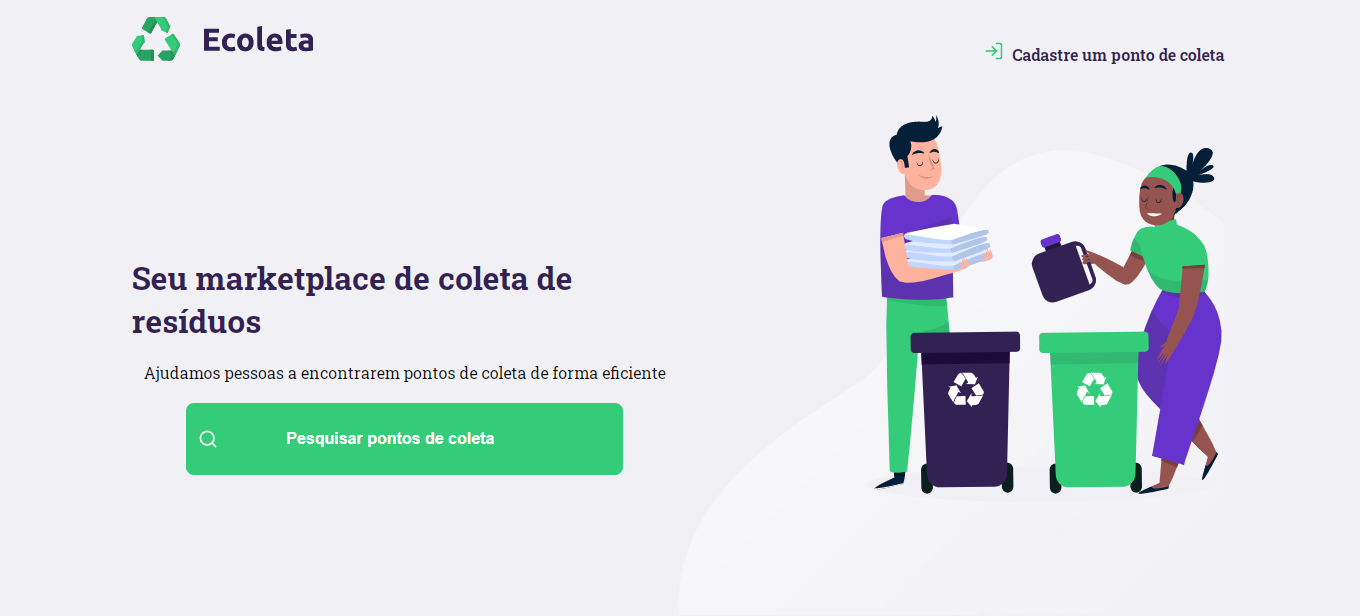 Ecoleta
Cadastre um ponto de coleta
Seu marketplace de coleta de
resíduos
Ajudamos pessoas a encontrarem pontos de coleta de forma eficiente
Pesquisar pontos de coleta